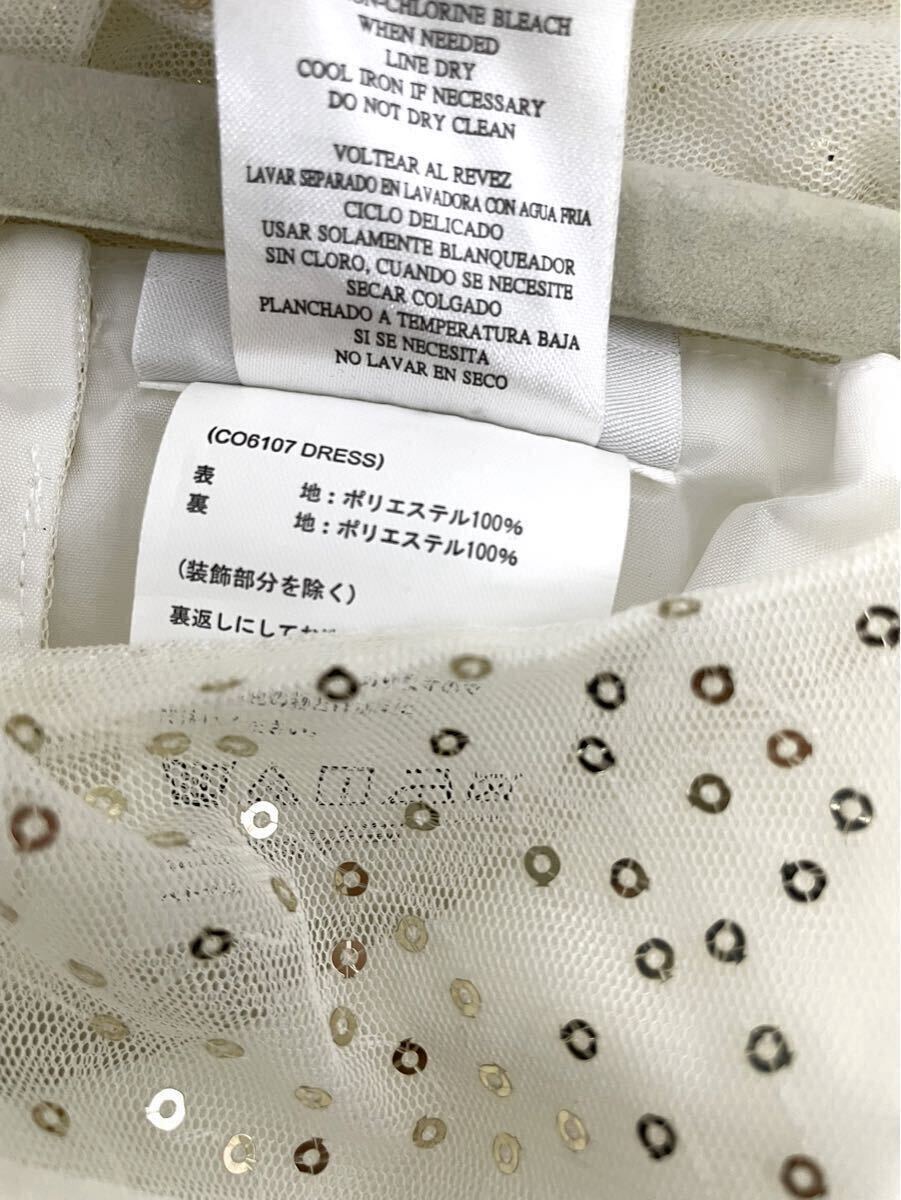 -CHLORINE BLEACH
WHEN NEEDED
LINE DRY
COOL IRON IF NECESSARY
DO NOT DRY CLEAN
VOLTEAR AL REVEZ
LAVAR SEPARADO EN LAVADORA CON AGUA FRIA
CICLO DELICADO
USAR SOLAMENTE BLANQUEADOR
SIN CLORO, CUANDO SE NECESITE
SECAR COLGADO
PLANCHADO A TEMPERATURA BAJA
SI SE NECESITA
NO LAVAR EN SECO
(CO6107 DRESS)
表 地：ポリエステル100%
裏 地：ポリエステル100%
(装飾部分を除く)
裏返しにして